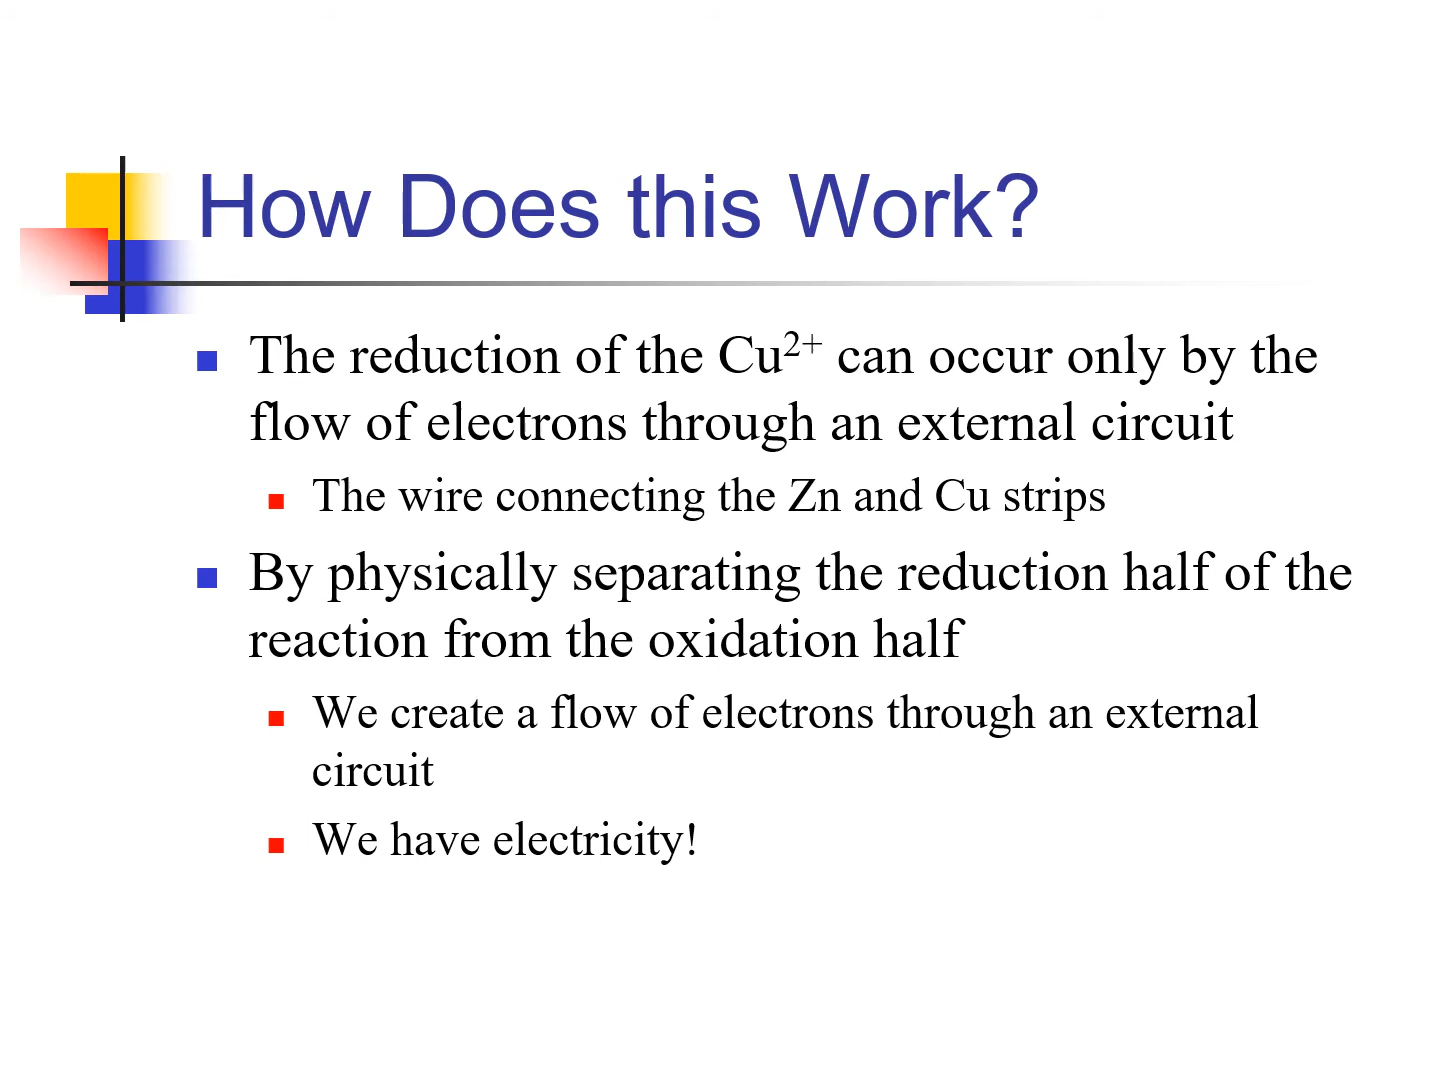 How Does this Work?
The reduction of the Cu²⁺ can occur only by the
flow of electrons through an external circuit
The wire connecting the Zn and Cu strips
By physically separating the reduction half of the
reaction from the oxidation half
We create a flow of electrons through an external
circuit
We have electricity!